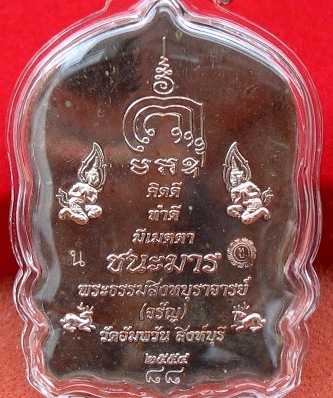 คิดดี
ทำดี
มีเมตตา
น ชนะมาร
พระธรรมสิงหบุราจารย์
(จรัญ)
วัดอัมพวัน สิงห์บุรี
๒๕๕๔
๘๘